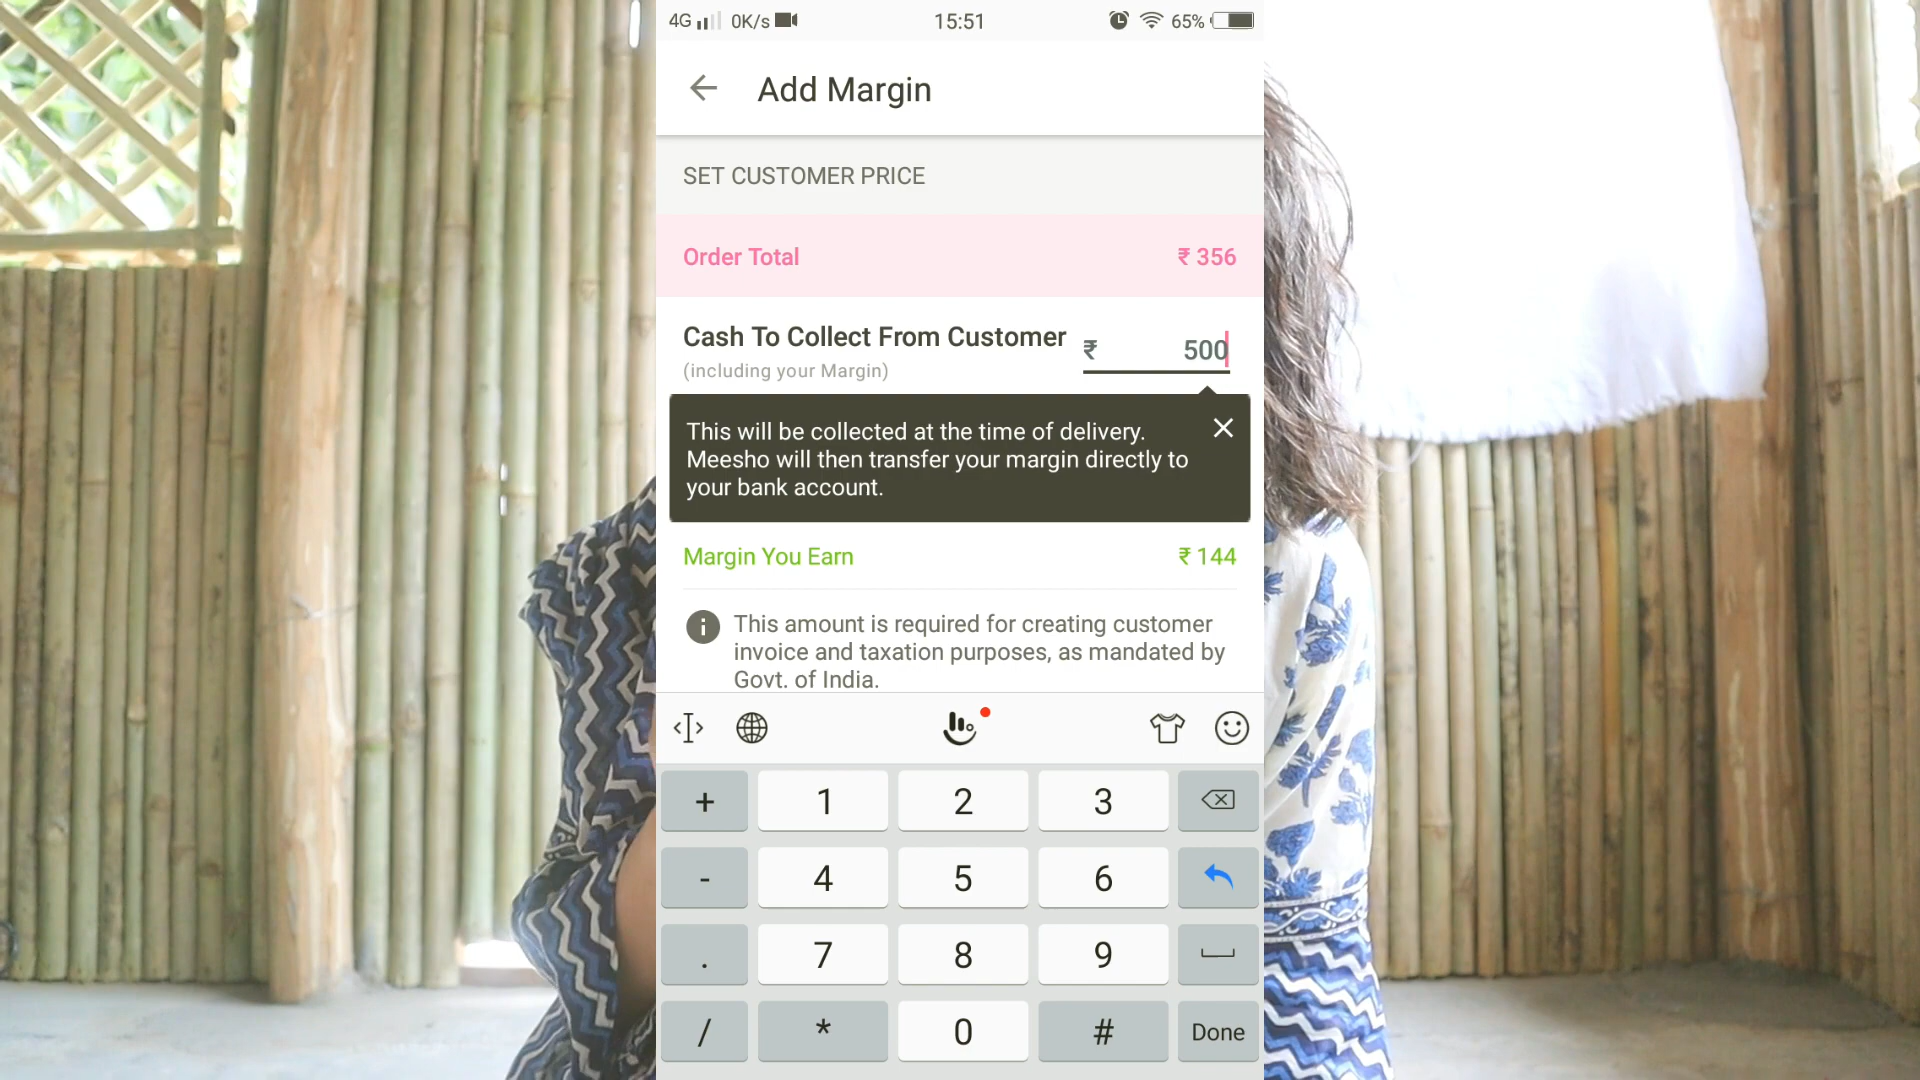 4G 0K/s 15:51 65%
Add Margin
SET CUSTOMER PRICE
Order Total ₹ 356
Cash To Collect From Customer ₹ 500
(including your Margin)
This will be collected at the time of delivery.
Meesho will then transfer your margin directly to
your bank account.
Margin You Earn ₹ 144
This amount is required for creating customer
invoice and taxation purposes, as mandated by
Govt. of India.
+ 1 2 3
- 4 5 6
. 7 8 9
/ * 0 # Done